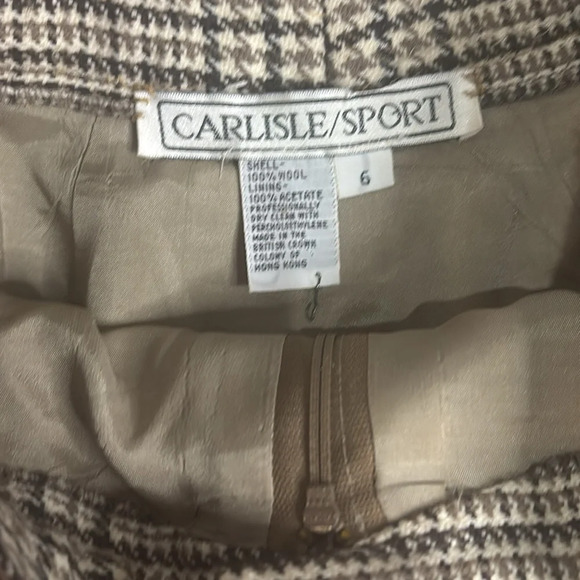 CARLISLE/SPORT
6
SHELL-
100% WOOL
LINING-
100% ACETATE
PROFESSIONALLY
DRY CLEAN WITH
PERCHOLOETHYLENE
MADE IN THE
BRITISH CROWN
COLONY OF
HONG KONG